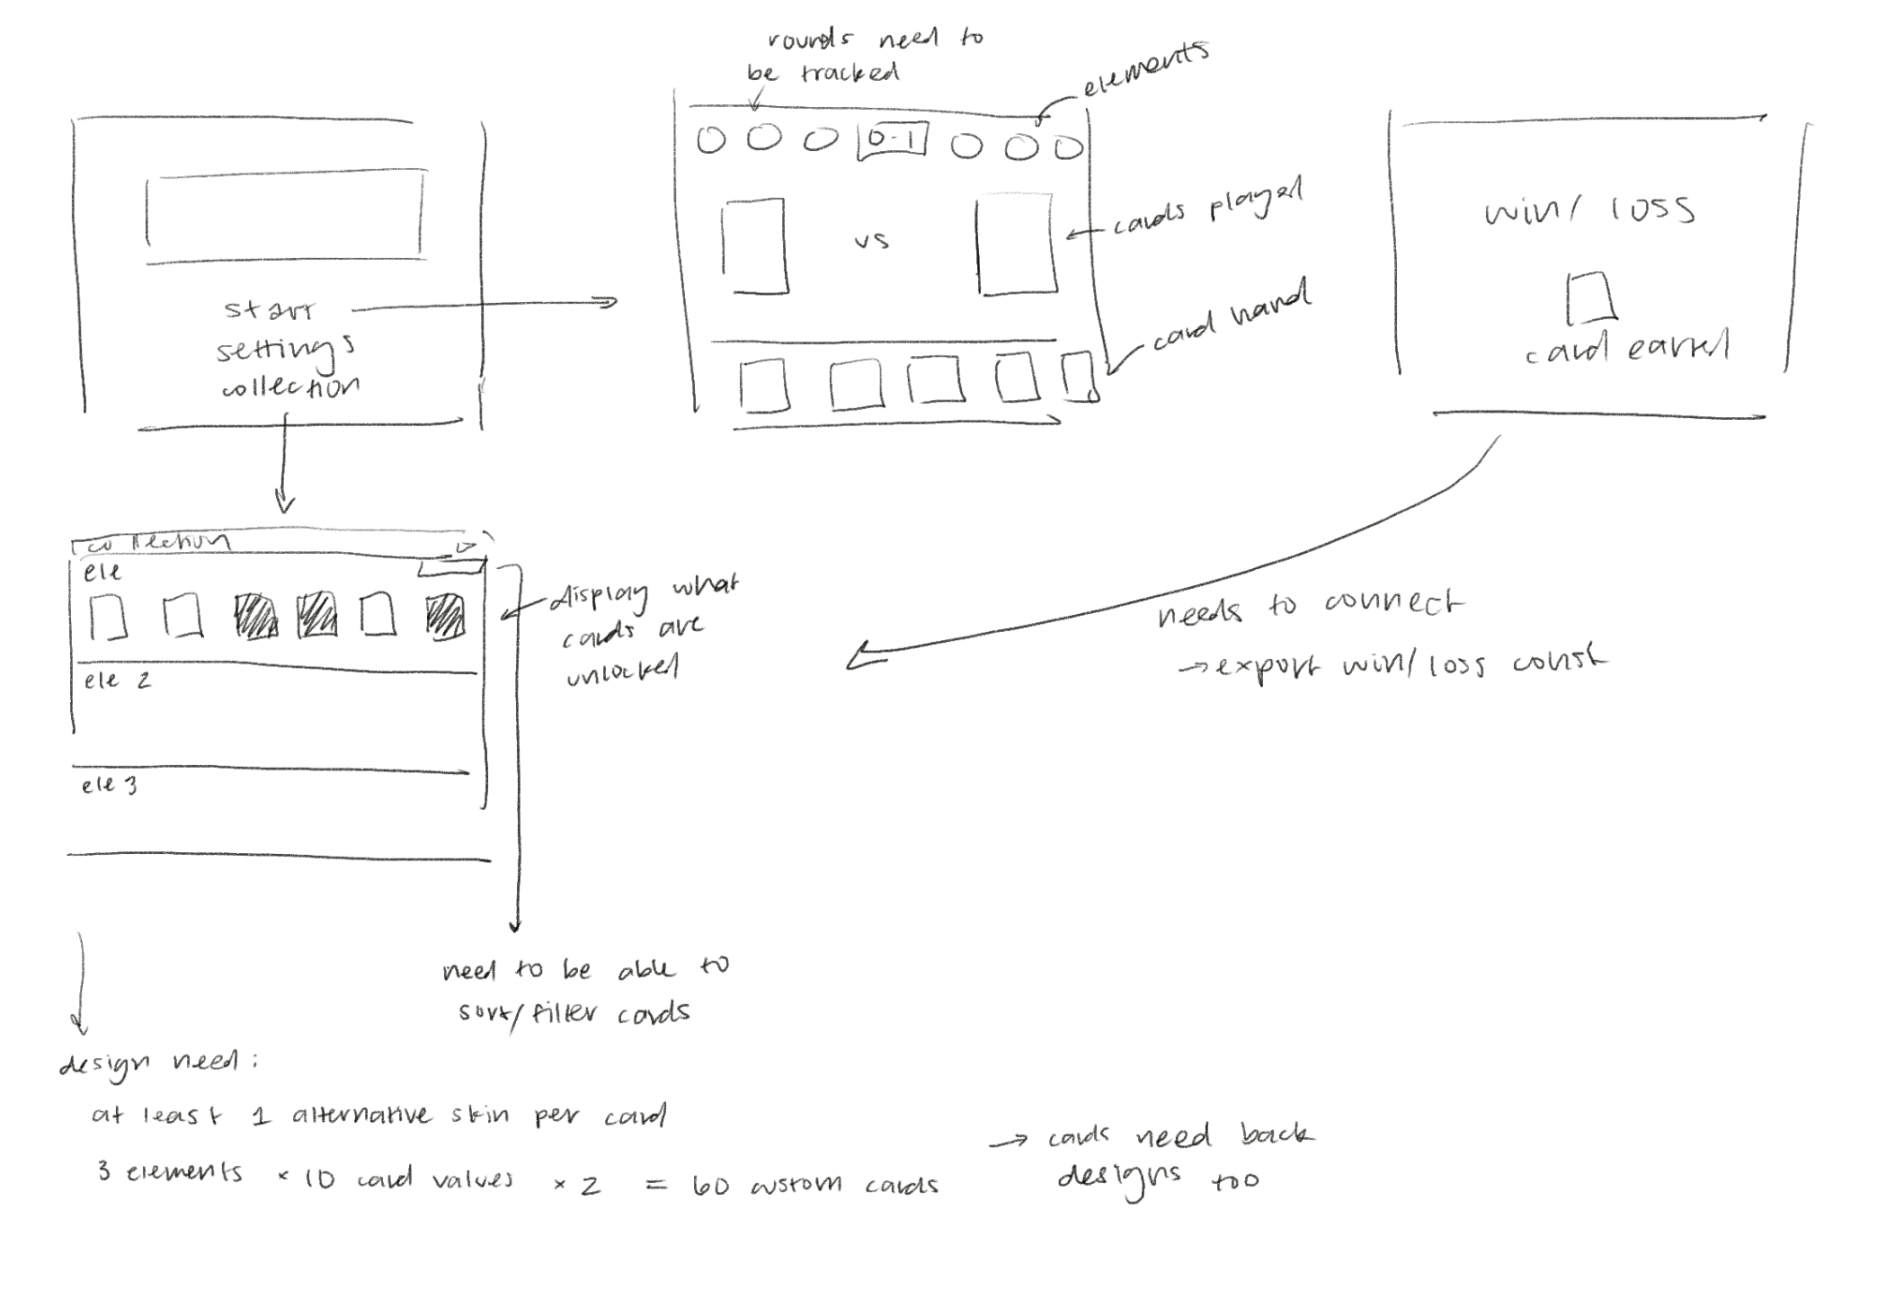 rounds need to
be tracked
elements
0-1
vs
cards played
card hand
win/ loss
card earned
start
settings
collection
collection
ele
ele 2
ele 3
display what
cards are
unlocked
needs to connect
→ export win/loss const
need to be able to
sort/filter cards
design need:
at least 1 alternative skin per card
3 elements × 10 card values × 2 = 60 custom cards
→ cards need back
designs too